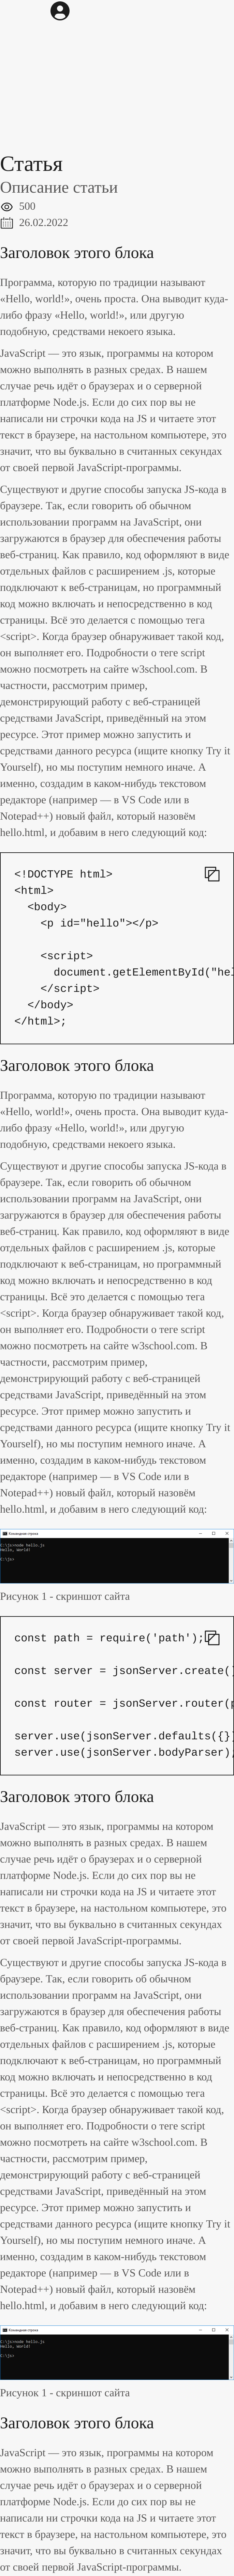 Статья
Описание статьи
500
26.02.2022
Заголовок этого блока
Программа, которую по традиции называют
«Hello, world!», очень проста. Она выводит куда-
либо фразу «Hello, world!», или другую
подобную, средствами некоего языка.
JavaScript — это язык, программы на котором
можно выполнять в разных средах. В нашем
случае речь идёт о браузерах и о серверной
платформе Node.js. Если до сих пор вы не
написали ни строчки кода на JS и читаете этот
текст в браузере, на настольном компьютере, это
значит, что вы буквально в считанных секундах
от своей первой JavaScript-программы.
Существуют и другие способы запуска JS-кода в
браузере. Так, если говорить об обычном
использовании программ на JavaScript, они
загружаются в браузер для обеспечения работы
веб-страниц. Как правило, код оформляют в виде
отдельных файлов с расширением .js, которые
подключают к веб-страницам, но программный
код можно включать и непосредственно в код
страницы. Всё это делается с помощью тега
<script>. Когда браузер обнаруживает такой код,
он выполняет его. Подробности о теге script
можно посмотреть на сайте w3school.com. В
частности, рассмотрим пример,
демонстрирующий работу с веб-страницей
средствами JavaScript, приведённый на этом
ресурсе. Этот пример можно запустить и
средствами данного ресурса (ищите кнопку Try it
Yourself), но мы поступим немного иначе. А
именно, создадим в каком-нибудь текстовом
редакторе (например — в VS Code или в
Notepad++) новый файл, который назовём
hello.html, и добавим в него следующий код:
<!DOCTYPE html>
<html>
<body>
<p id="hello"></p>
<script>
document.getElementById("hel
</script>
</body>
</html>;
Заголовок этого блока
Программа, которую по традиции называют
«Hello, world!», очень проста. Она выводит куда-
либо фразу «Hello, world!», или другую
подобную, средствами некоего языка.
Существуют и другие способы запуска JS-кода в
браузере. Так, если говорить об обычном
использовании программ на JavaScript, они
загружаются в браузер для обеспечения работы
веб-страниц. Как правило, код оформляют в виде
отдельных файлов с расширением .js, которые
подключают к веб-страницам, но программный
код можно включать и непосредственно в код
страницы. Всё это делается с помощью тега
<script>. Когда браузер обнаруживает такой код,
он выполняет его. Подробности о теге script
можно посмотреть на сайте w3school.com. В
частности, рассмотрим пример,
демонстрирующий работу с веб-страницей
средствами JavaScript, приведённый на этом
ресурсе. Этот пример можно запустить и
средствами данного ресурса (ищите кнопку Try it
Yourself), но мы поступим немного иначе. А
именно, создадим в каком-нибудь текстовом
редакторе (например — в VS Code или в
Notepad++) новый файл, который назовём
hello.html, и добавим в него следующий код:
Командная строка
C:\js>node hello.js
Hello, World!
C:\js>
Рисунок 1 - скриншот сайта
const path = require('path');
const server = jsonServer.create()
const router = jsonServer.router(p
server.use(jsonServer.defaults({})
server.use(jsonServer.bodyParser);
Заголовок этого блока
JavaScript — это язык, программы на котором
можно выполнять в разных средах. В нашем
случае речь идёт о браузерах и о серверной
платформе Node.js. Если до сих пор вы не
написали ни строчки кода на JS и читаете этот
текст в браузере, на настольном компьютере, это
значит, что вы буквально в считанных секундах
от своей первой JavaScript-программы.
Существуют и другие способы запуска JS-кода в
браузере. Так, если говорить об обычном
использовании программ на JavaScript, они
загружаются в браузер для обеспечения работы
веб-страниц. Как правило, код оформляют в виде
отдельных файлов с расширением .js, которые
подключают к веб-страницам, но программный
код можно включать и непосредственно в код
страницы. Всё это делается с помощью тега
<script>. Когда браузер обнаруживает такой код,
он выполняет его. Подробности о теге script
можно посмотреть на сайте w3school.com. В
частности, рассмотрим пример,
демонстрирующий работу с веб-страницей
средствами JavaScript, приведённый на этом
ресурсе. Этот пример можно запустить и
средствами данного ресурса (ищите кнопку Try it
Yourself), но мы поступим немного иначе. А
именно, создадим в каком-нибудь текстовом
редакторе (например — в VS Code или в
Notepad++) новый файл, который назовём
hello.html, и добавим в него следующий код:
Командная строка
C:\js>node hello.js
Hello, World!
C:\js>
Рисунок 1 - скриншот сайта
Заголовок этого блока
JavaScript — это язык, программы на котором
можно выполнять в разных средах. В нашем
случае речь идёт о браузерах и о серверной
платформе Node.js. Если до сих пор вы не
написали ни строчки кода на JS и читаете этот
текст в браузере, на настольном компьютере, это
значит, что вы буквально в считанных секундах
от своей первой JavaScript-программы.